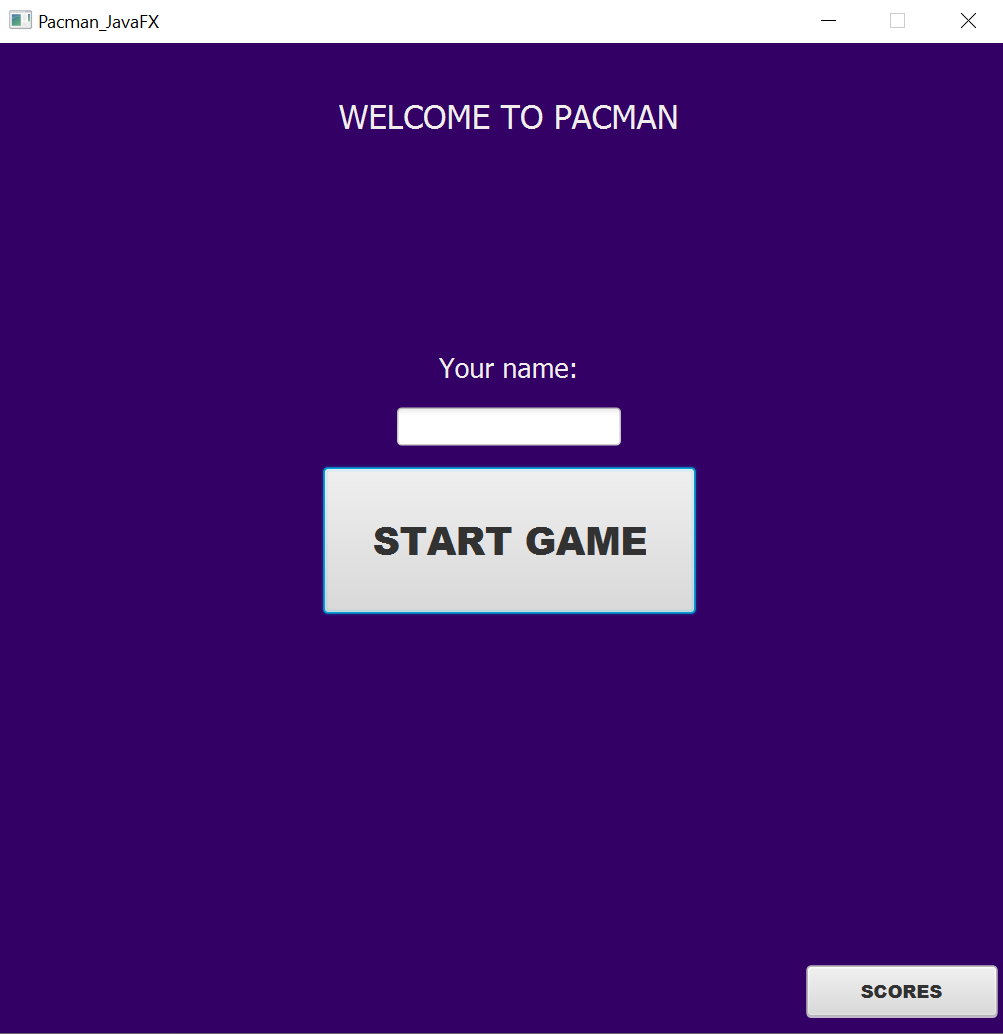 Pacman_JavaFX
WELCOME TO PACMAN
Your name:
START GAME
SCORES